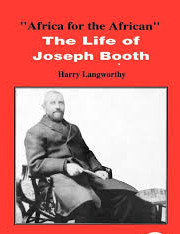 "Africa for the African"
The Life of
Joseph Booth
Harry Langworthy